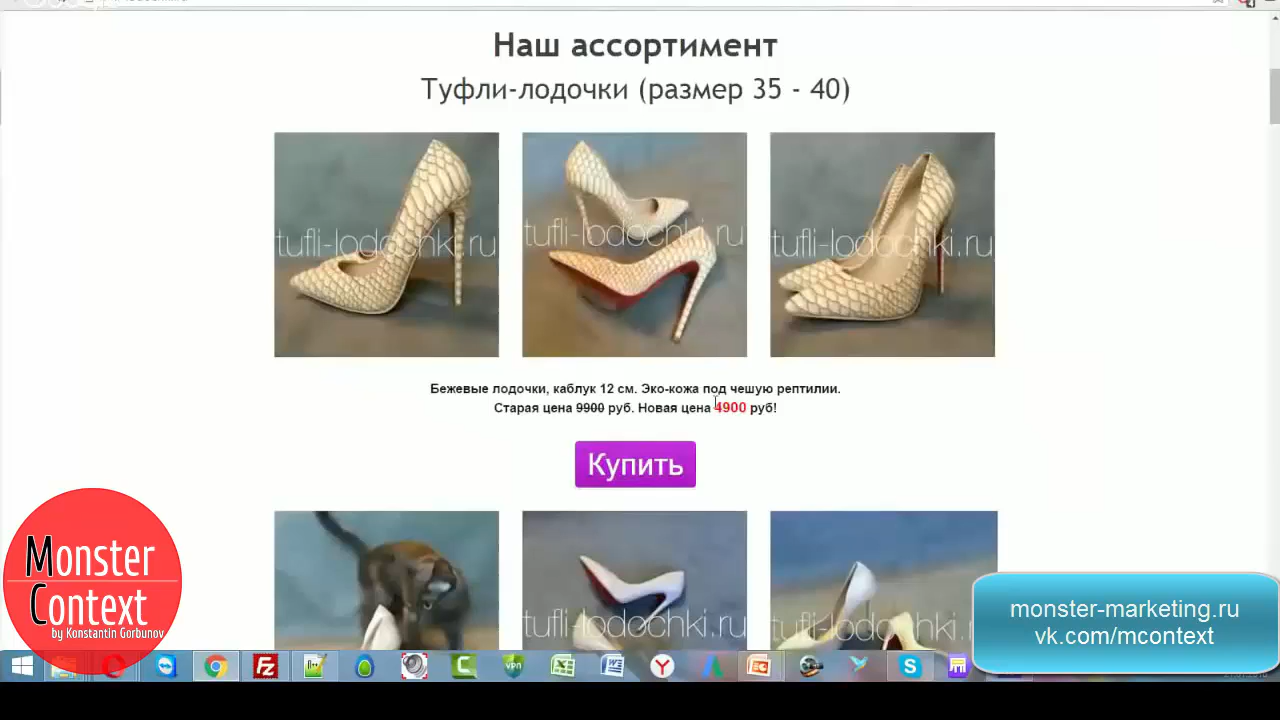 Наш ассортимент
Туфли-лодочки (размер 35 - 40)
tufli-lodochki.ru
tufli-lodochki.ru
tufli-lodochki.ru
Бежевые лодочки, каблук 12 см. Эко-кожа под чешую рептилии.
Старая цена 9900 руб. Новая цена 4900 руб!
Купить
tufli-lodochki.ru
tufli-lodochki.ru
Monster
Context
by Konstantin Gorbunov
monster-marketing.ru
vk.com/mcontext